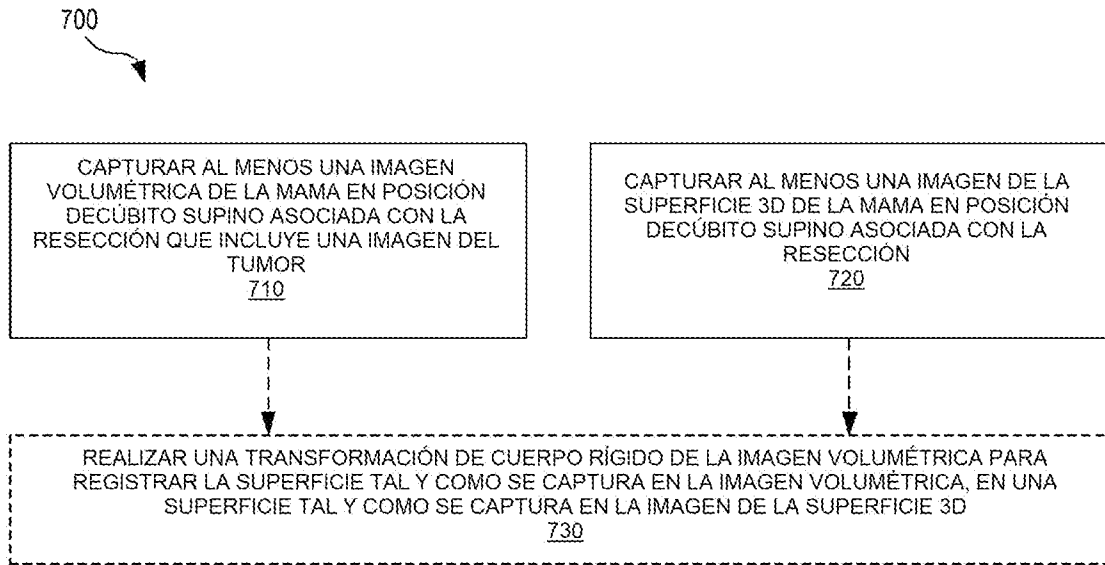 700
CAPTURAR AL MENOS UNA IMAGEN
VOLUMÉTRICA DE LA MAMA EN POSICIÓN
DECÚBITO SUPINO ASOCIADA CON LA
RESECCIÓN QUE INCLUYE UNA IMAGEN DEL
TUMOR
710
CAPTURAR AL MENOS UNA IMAGEN DE LA
SUPERFICIE 3D DE LA MAMA EN POSICIÓN
DECÚBITO SUPINO ASOCIADA CON LA
RESECCIÓN
720
REALIZAR UNA TRANSFORMACIÓN DE CUERPO RÍGIDO DE LA IMAGEN VOLUMÉTRICA PARA
REGISTRAR LA SUPERFICIE TAL Y COMO SE CAPTURA EN LA IMAGEN VOLUMÉTRICA, EN UNA
SUPERFICIE TAL Y COMO SE CAPTURA EN LA IMAGEN DE LA SUPERFICIE 3D
730